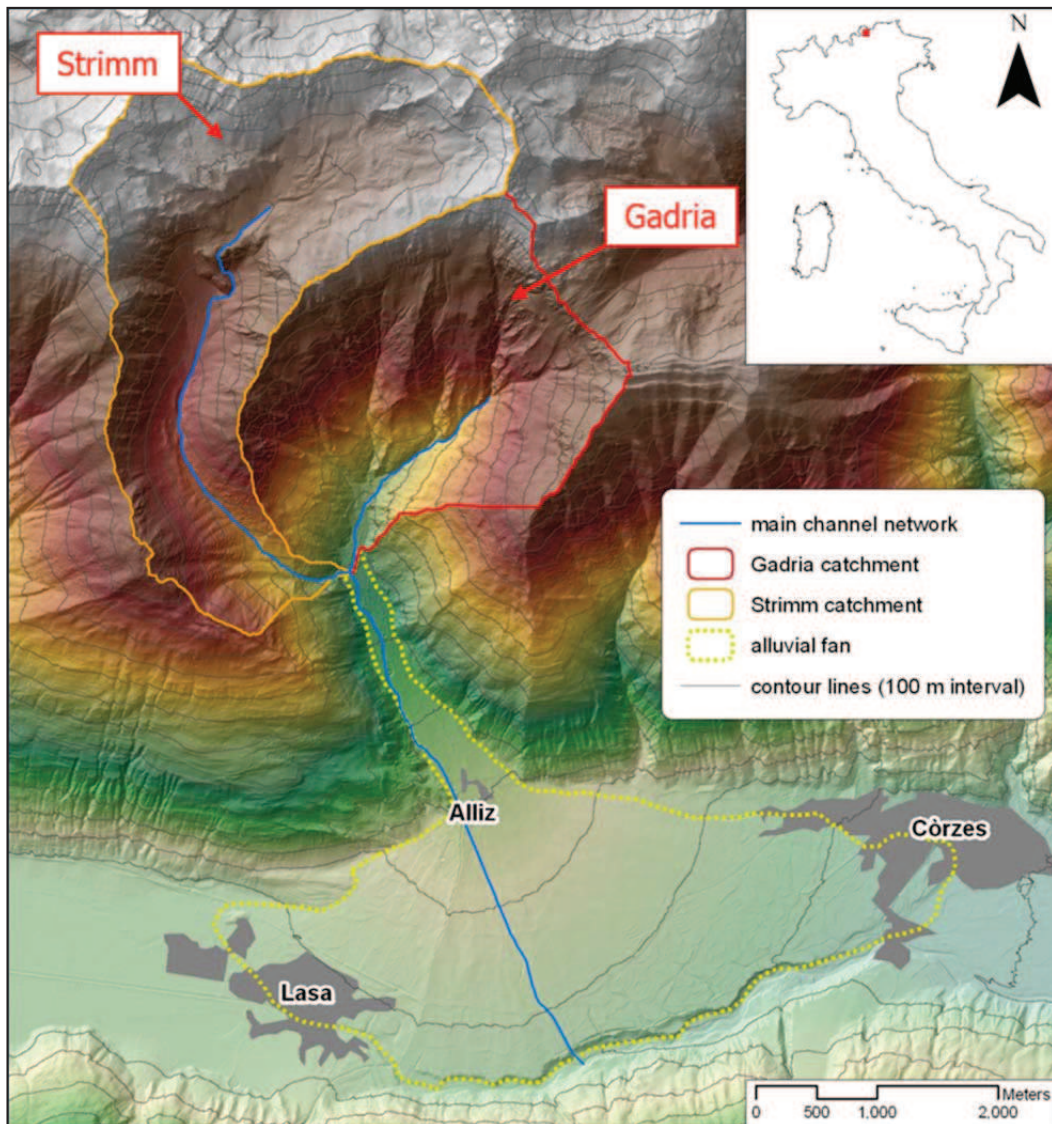 Strimm
N
Gadria
main channel network
Gadria catchment
Strimm catchment
alluvial fan
contour lines (100 m interval)
Alliz
Còrzes
Lasa
Meters
0 500 1,000 2,000